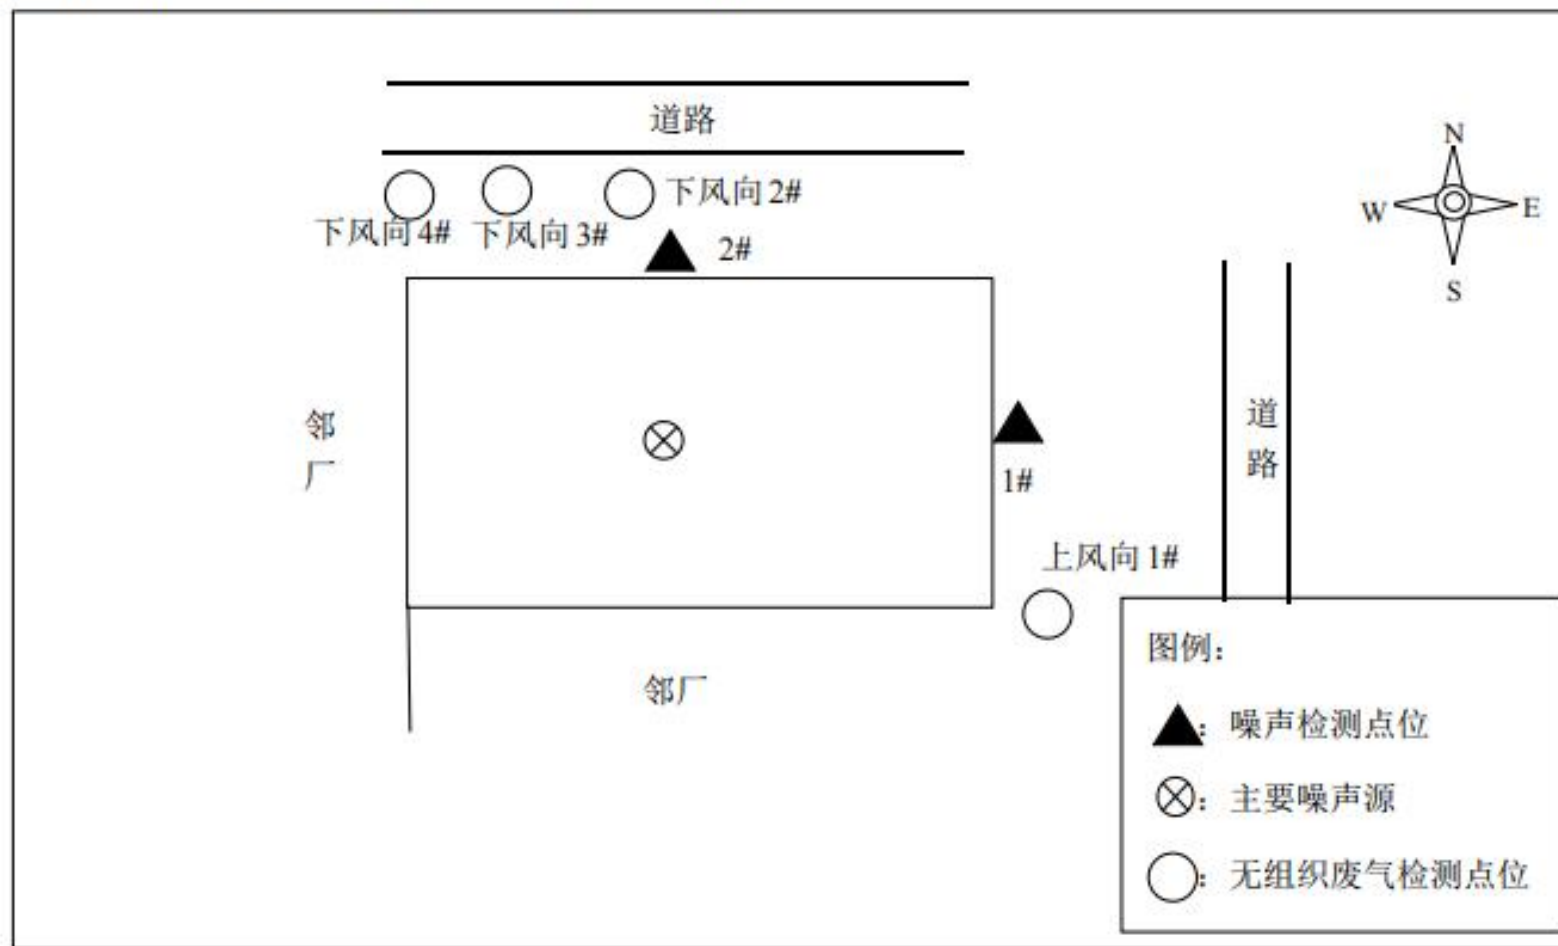 道路
下风向2#
下风向4#
下风向3#
2#
N
W
E
S
邻厂
道路
1#
上风向1#
邻厂
图例：
：噪声检测点位
：主要噪声源
：无组织废气检测点位